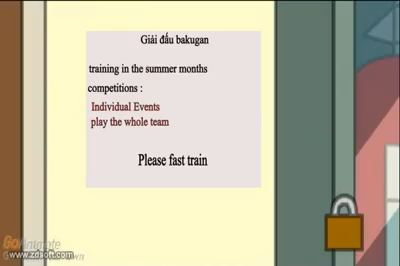 Giải đấu bakugan
training in the summer months
competitions :
Individual Events
play the whole team
Please fast train
GoAnimate
www.zdsoft.com